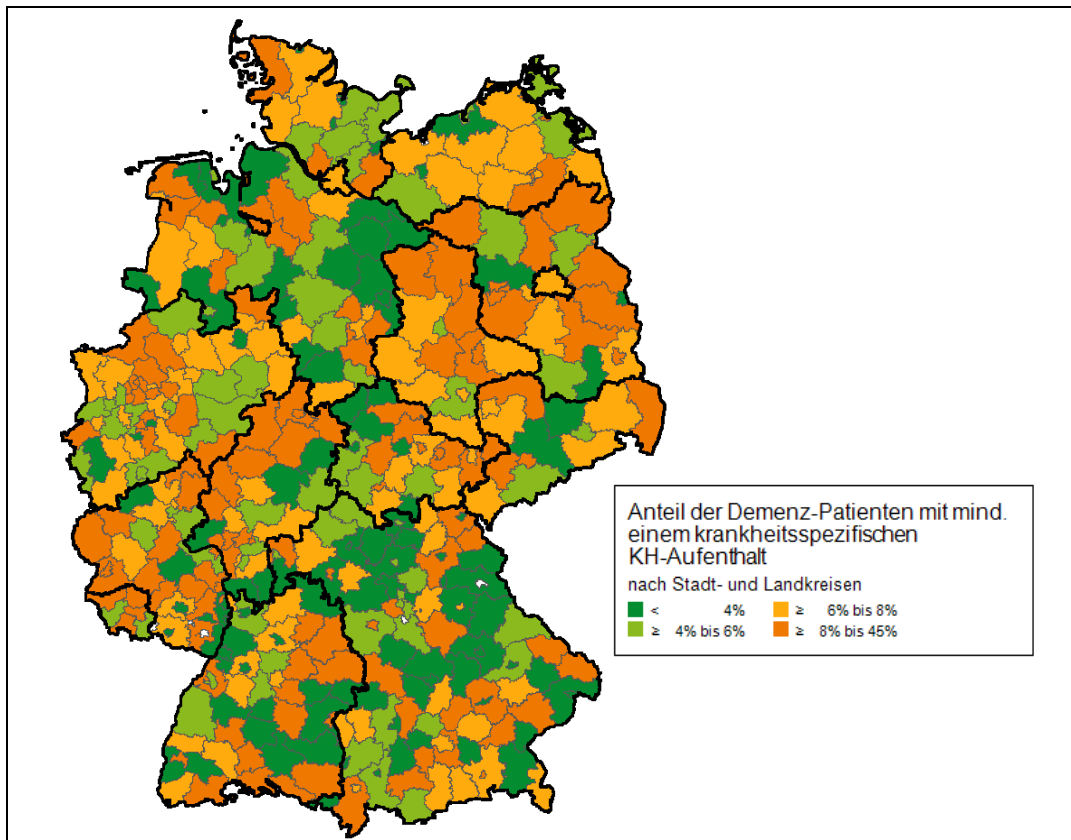 Anteil der Demenz-Patienten mit mind.
einem krankheitsspezifischen
KH-Aufenthalt
nach Stadt- und Landkreisen
< 4% ≥ 6% bis 8%
≥ 4% bis 6% ≥ 8% bis 45%